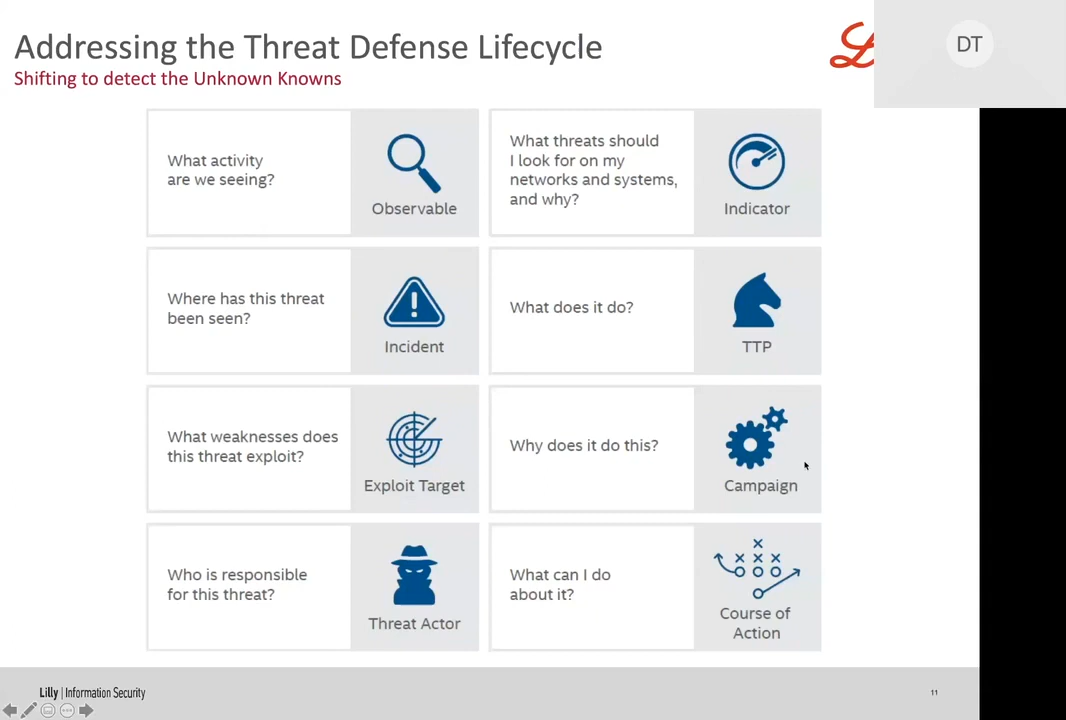 Addressing the Threat Defense Lifecycle
Shifting to detect the Unknown Knowns
DT
What activity
are we seeing?
Observable
What threats should
I look for on my
networks and systems,
and why?
Indicator
Where has this threat
been seen?
Incident
What does it do?
TTP
What weaknesses does
this threat exploit?
Exploit Target
Why does it do this?
Campaign
Who is responsible
for this threat?
Threat Actor
What can I do
about it?
Course of
Action
Lilly | Information Security
11